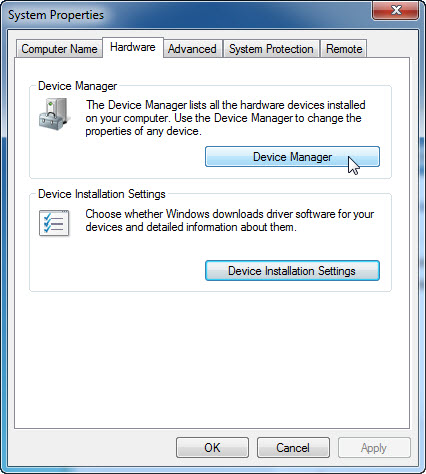 System Properties
Computer Name
Hardware
Advanced
System Protection
Remote
Device Manager
The Device Manager lists all the hardware devices installed
on your computer. Use the Device Manager to change the
properties of any device.
Device Manager
Device Installation Settings
Choose whether Windows downloads driver software for your
devices and detailed information about them.
Device Installation Settings
OK
Cancel
Apply